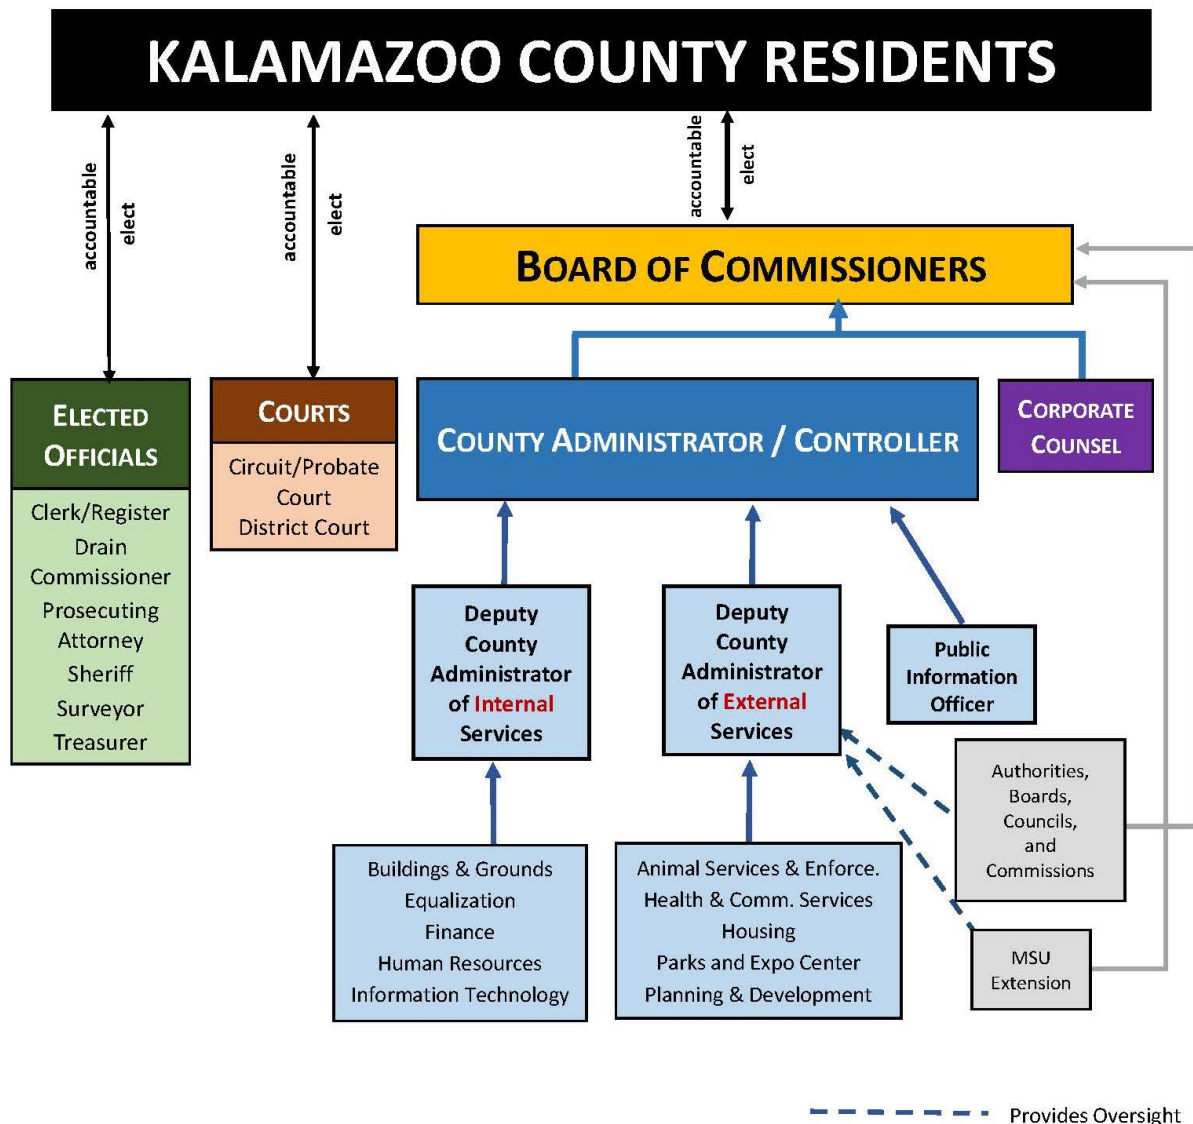 KALAMAZOO COUNTY RESIDENTS
accountable
elect
accountable
elect
accountable
elect
BOARD OF COMMISSIONERS
ELECTED
OFFICIALS
Clerk/Register
Drain
Commissioner
Prosecuting
Attorney
Sheriff
Surveyor
Treasurer
COURTS
Circuit/Probate
Court
District Court
COUNTY ADMINISTRATOR / CONTROLLER
CORPORATE
COUNSEL
Deputy
County
Administrator
of Internal
Services
Deputy
County
Administrator
of External
Services
Public
Information
Officer
Authorities,
Boards,
Councils,
and
Commissions
Buildings & Grounds
Equalization
Finance
Human Resources
Information Technology
Animal Services & Enforce.
Health & Comm. Services
Housing
Parks and Expo Center
Planning & Development
MSU
Extension
Provides Oversight